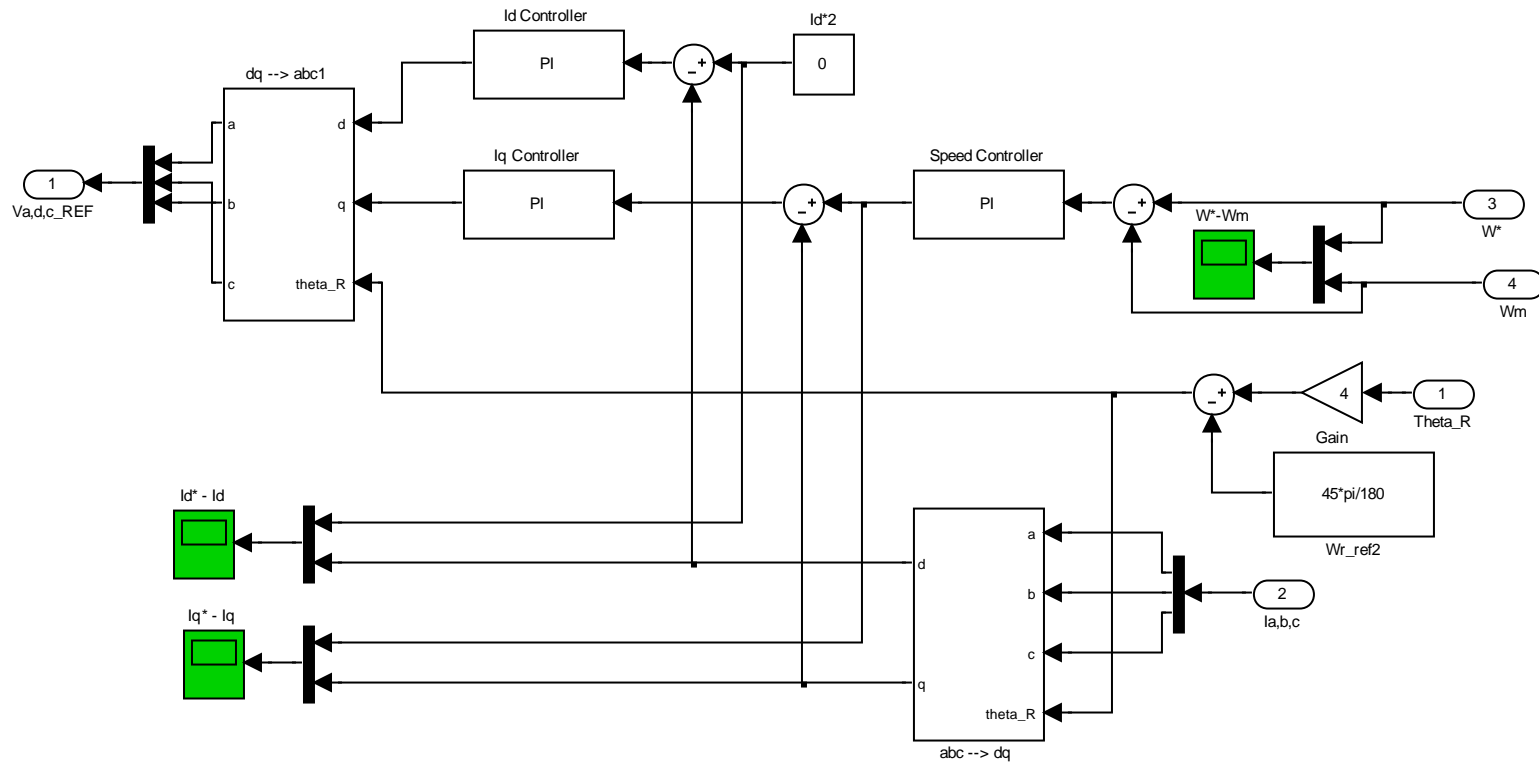 Id Controller
Id*2
PI
- +
0
dq --> abc1
a
d
Iq Controller
Speed Controller
1
Va,d,c_REF
b
q
PI
- +
PI
- +
3
W*
W*-Wm
c
theta_R
4
Wm
- +
4
1
Theta_R
Gain
45*pi/180
Wr_ref2
Id* - Id
a
d
b
2
Ia,b,c
Iq* - Iq
c
q
theta_R
abc --> dq